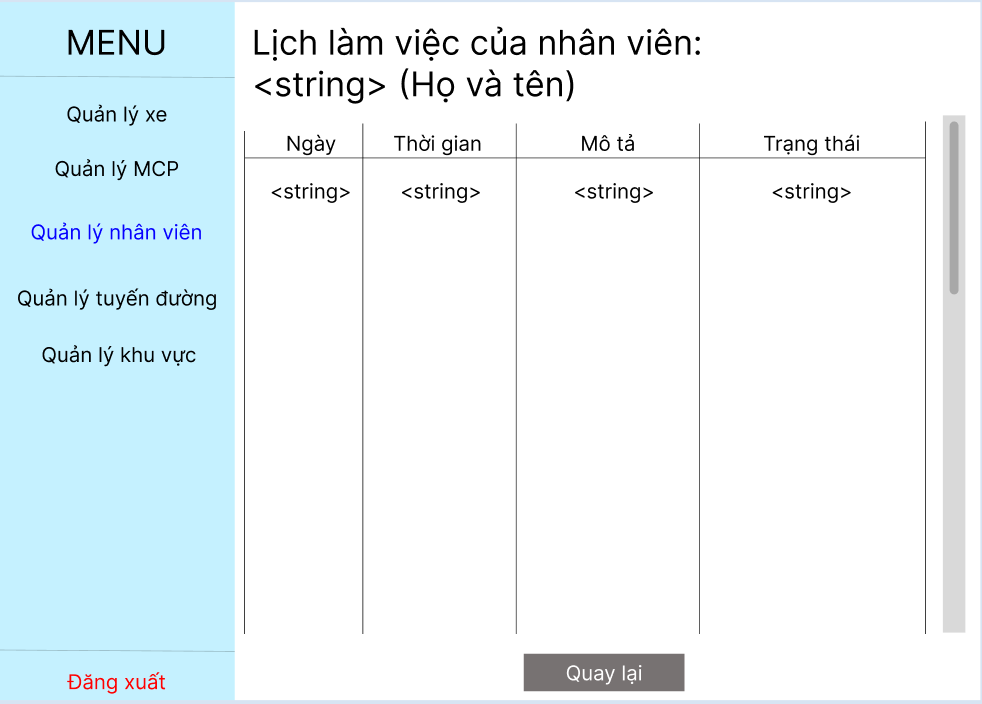 MENU
Quản lý xe
Quản lý MCP
Quản lý nhân viên
Quản lý tuyến đường
Quản lý khu vực
Đăng xuất
Lịch làm việc của nhân viên:
<string> (Họ và tên)
Ngày Thời gian Mô tả Trạng thái
<string> <string> <string> <string>
Quay lại